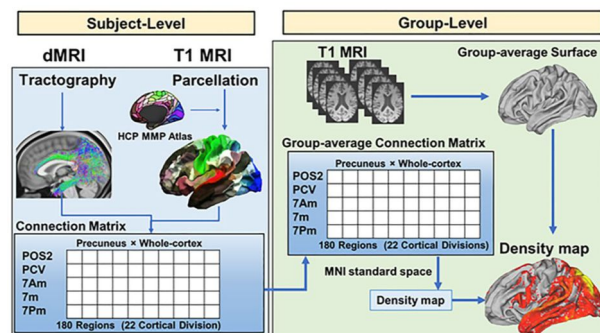 Subject-Level
dMRI
T1 MRI
Tractography
Parcellation
HCP MMP Atlas
Connection Matrix
Precuneus × Whole-cortex
POS2
PCV
7Am
7m
7Pm
180 Regions (22 Cortical Division)
Group-Level
T1 MRI
Group-average Surface
Group-average Connection Matrix
Precuneus × Whole-cortex
POS2
PCV
7Am
7m
7Pm
180 Regions (22 Cortical Divisions)
MNI standard space
Density map
Density map